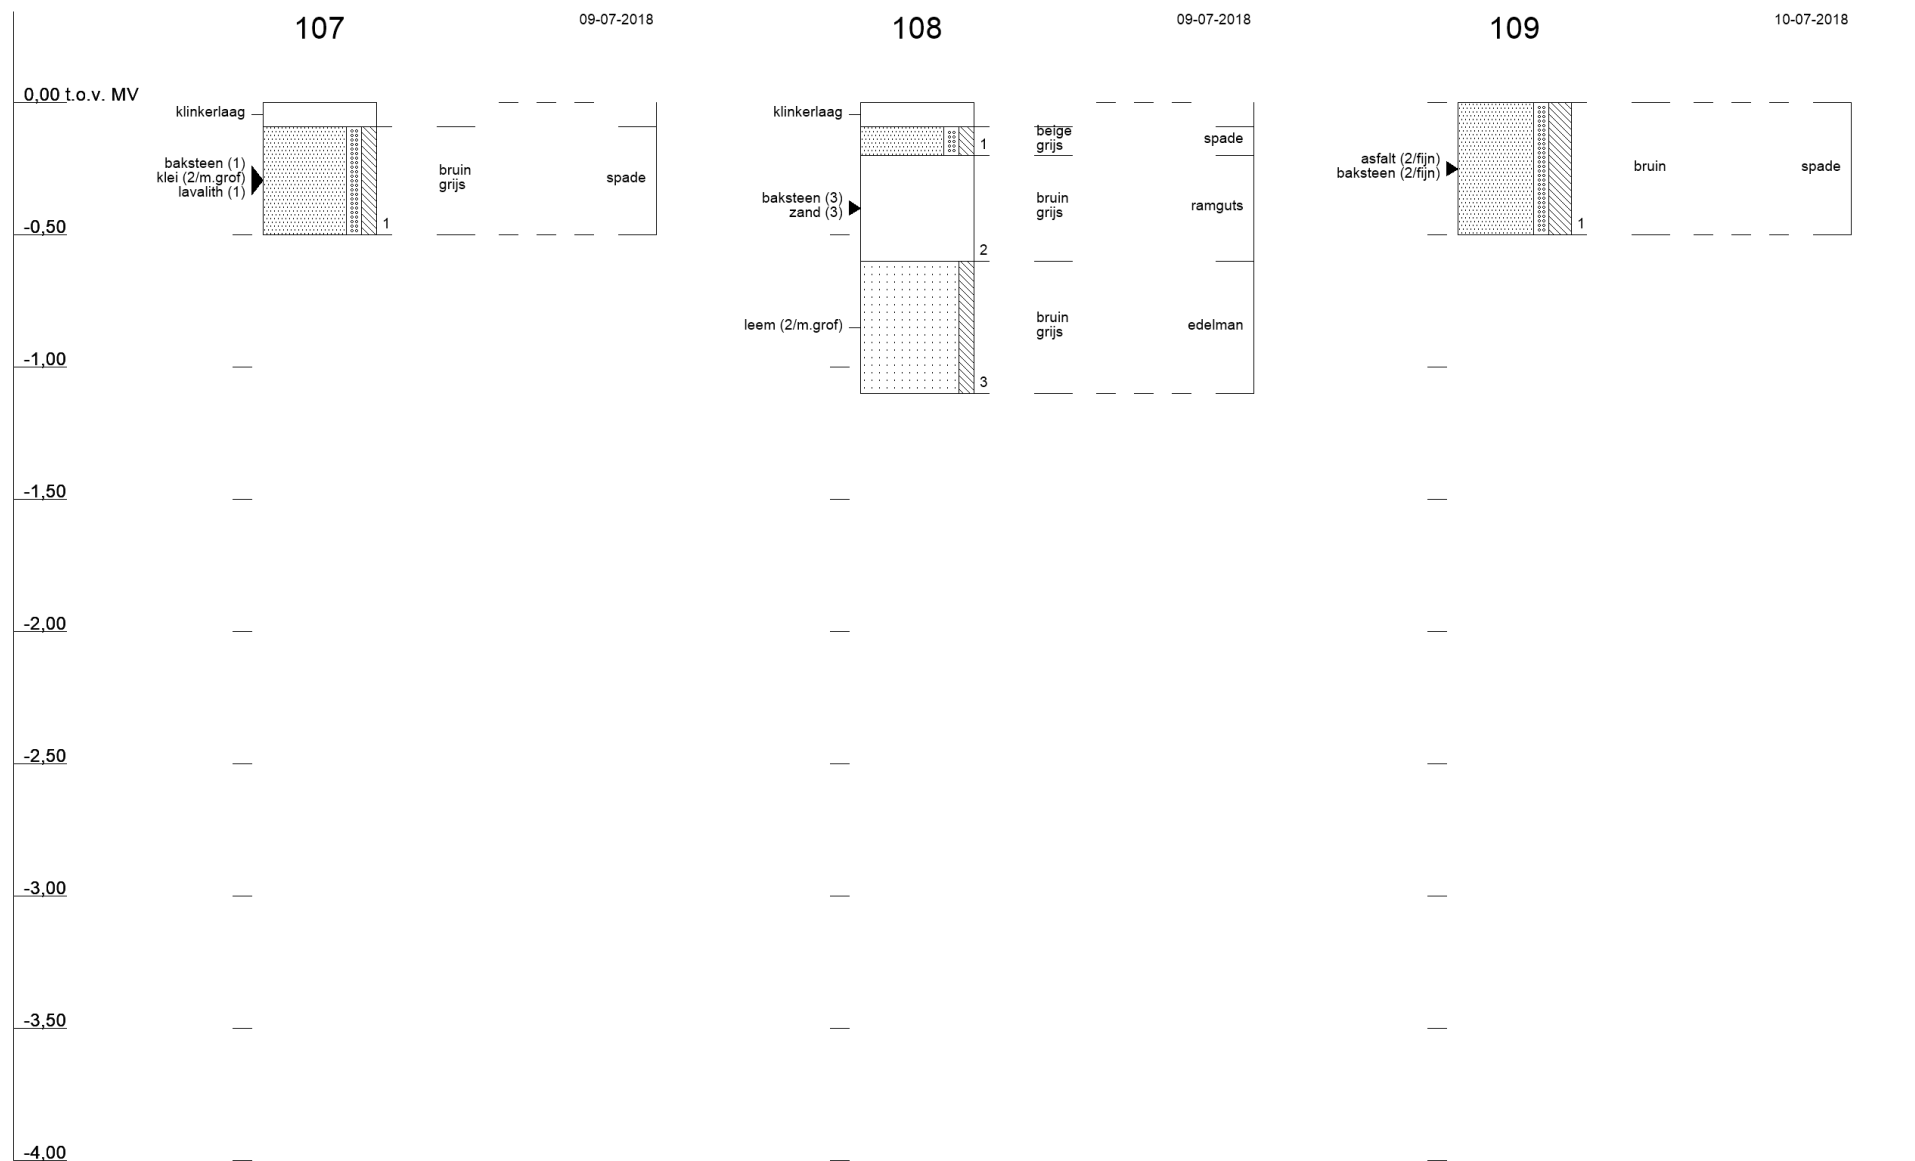 107
09-07-2018
108
09-07-2018
109
10-07-2018
0,00 t.o.v. MV
-0,50
-1,00
-1,50
-2,00
-2,50
-3,00
-3,50
-4,00
klinkerlaag
baksteen (1)
klei (2/m.grof)
lavalith (1)
1
bruin
grijs
spade
klinkerlaag
1
beige
grijs
spade
baksteen (3)
zand (3)
2
bruin
grijs
ramguts
leem (2/m.grof)
3
bruin
grijs
edelman
asfalt (2/fijn)
baksteen (2/fijn)
1
bruin
spade